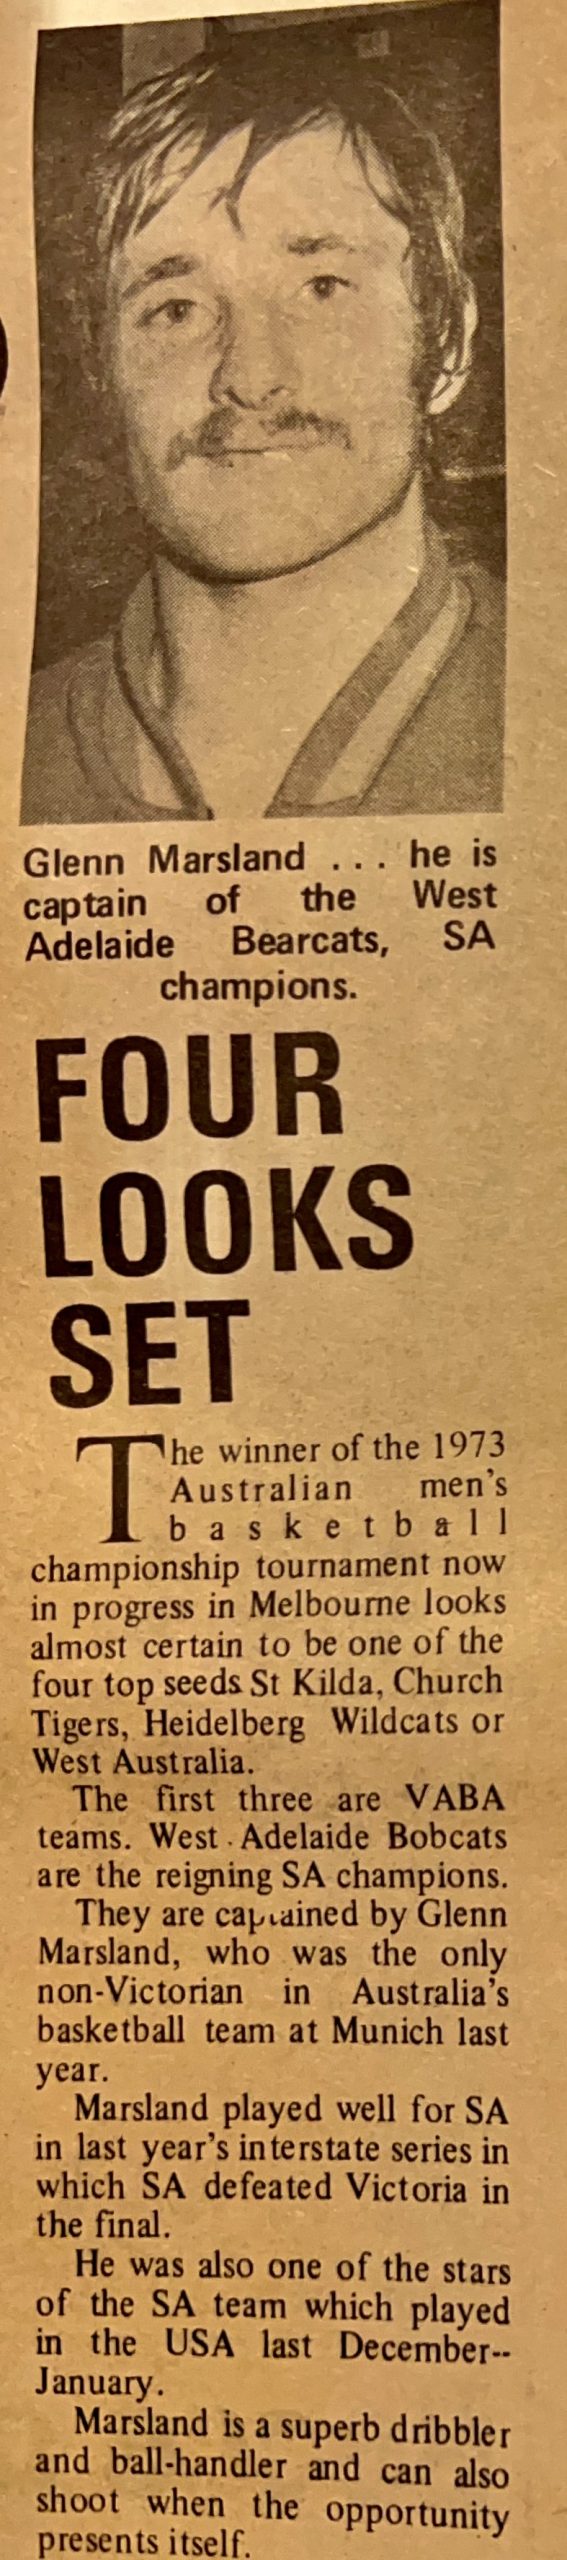 Glenn Marsland ... he is
captain of the West
Adelaide Bearcats, SA
champions.
FOUR
LOOKS
SET
The winner of the 1973
Australian men's
basketball
championship tournament now
in progress in Melbourne looks
almost certain to be one of the
four top seeds St Kilda, Church
Tigers, Heidelberg Wildcats or
West Australia.
The first three are VABA
teams. West Adelaide Bobcats
are the reigning SA champions.
They are captained by Glenn
Marsland, who was the only
non-Victorian in Australia's
basketball team at Munich last
year.
Marsland played well for SA
in last year's interstate series in
which SA defeated Victoria in
the final.
He was also one of the stars
of the SA team which played
in the USA last December--
January.
Marsland is a superb dribbler
and ball-handler and can also
shoot when the opportunity
presents itself.